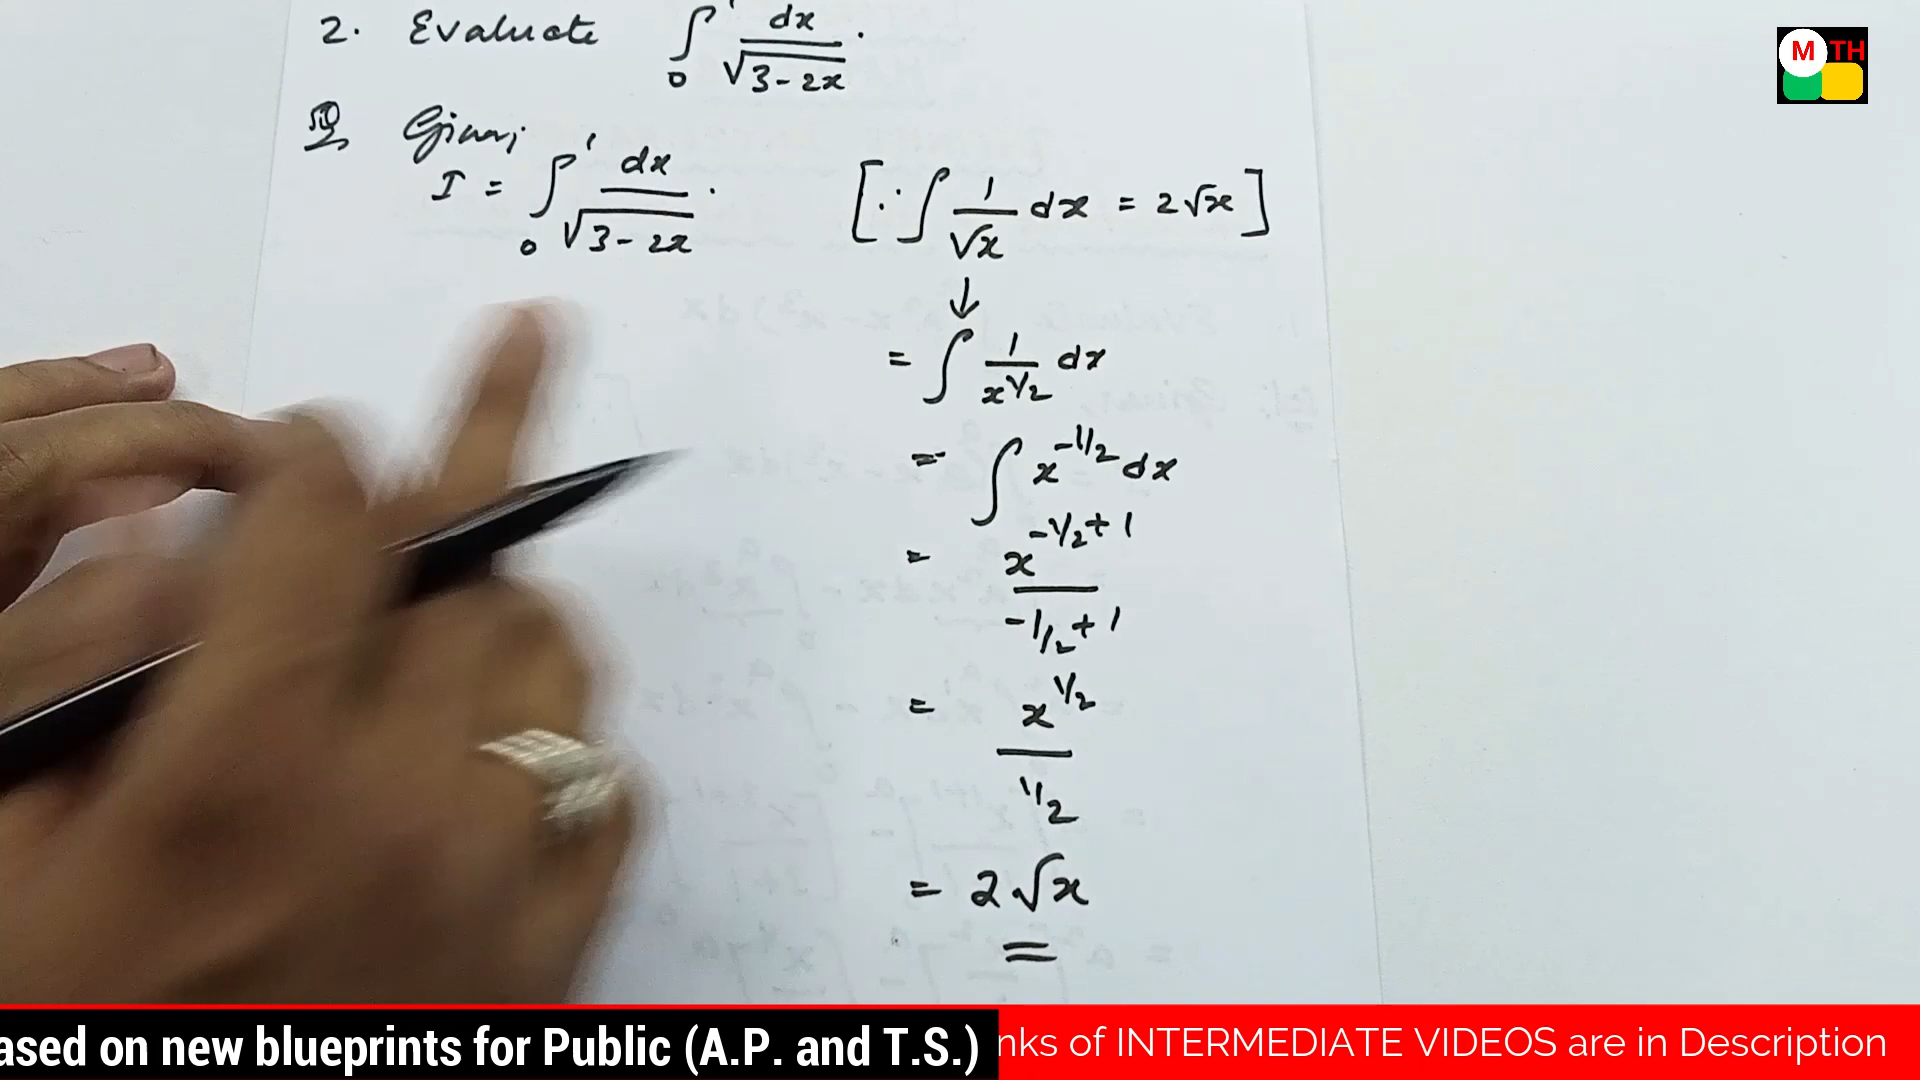 2. Evaluate ∫₀¹ dx/√(3-2x).
Given;
I = ∫₀¹ dx/√(3-2x). [∵ ∫ 1/√x dx = 2√x]
↓
= ∫ 1/x^(1/2) dx
= ∫ x^(-1/2) dx
= x^(-1/2+1)/(-1/2+1)
= x^(1/2)/(1/2)
= 2√x
M TH
ased on new blueprints for Public (A.P. and T.S.)
nks of INTERMEDIATE VIDEOS are in Description